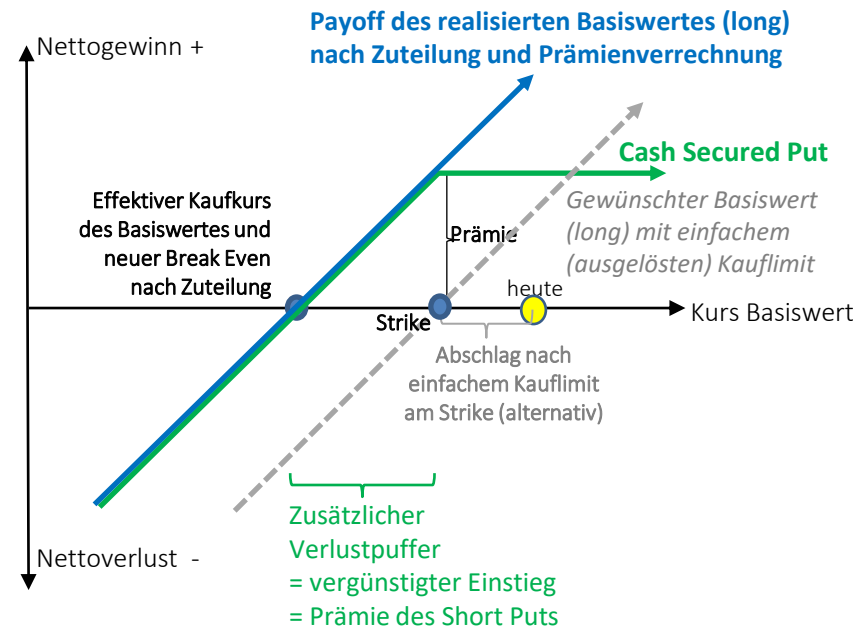 Nettogewinn +
Payoff des realisierten Basiswertes (long)
nach Zuteilung und Prämienverrechnung
Cash Secured Put
Effektiver Kaufkurs
des Basiswertes und
neuer Break Even
nach Zuteilung
Gewünschter Basiswert
(long) mit einfachem
(ausgelösten) Kauflimit
Prämie
heute
Strike
Kurs Basiswert
Abschlag nach
einfachem Kauflimit
am Strike (alternativ)
Zusätzlicher
Verlustpuffer
= vergünstigter Einstieg
= Prämie des Short Puts
Nettoverlust -